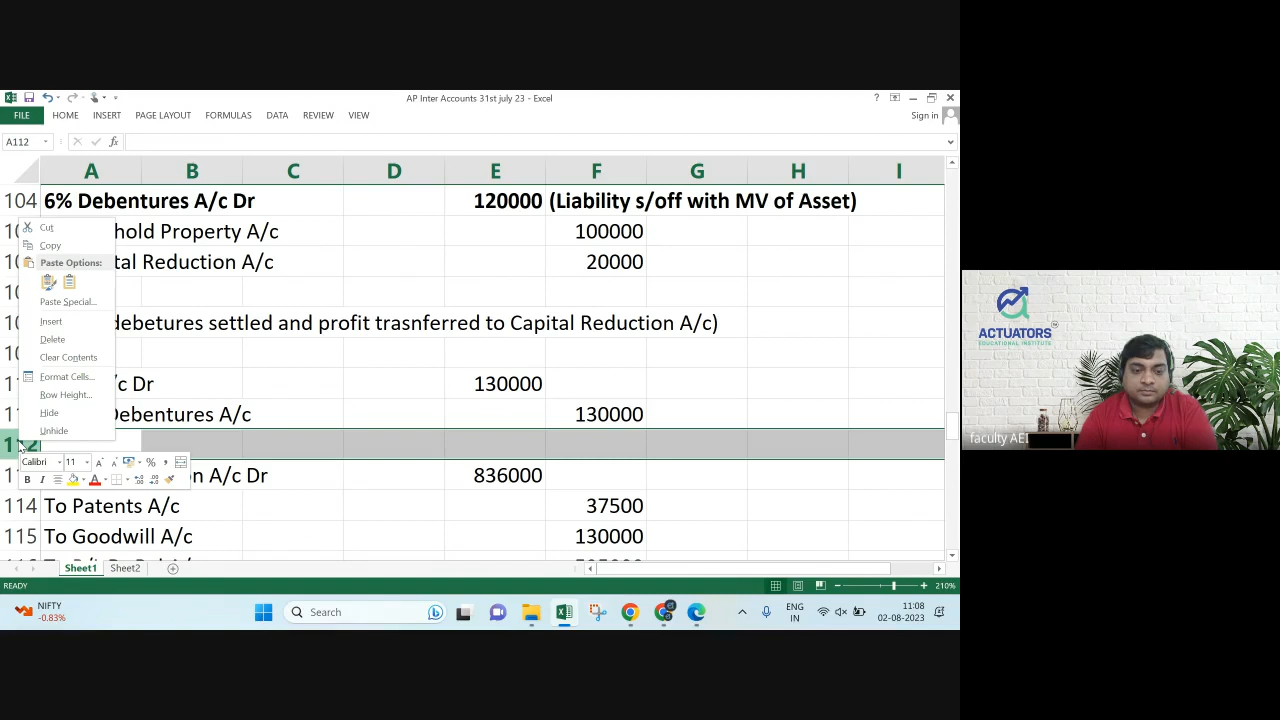 AP Inter Accounts 31st july 23 - Excel
?
FILE HOME INSERT PAGE LAYOUT FORMULAS DATA REVIEW VIEW Sign in
A112 fx
A B C D E F G H I
104 6% Debentures A/c Dr 120000 (Liability s/off with MV of Asset)
hold Property A/c 100000
tal Reduction A/c 20000
debetures settled and profit trasnferred to Capital Reduction A/c)
/c Dr 130000
Debentures A/c 130000
112
n A/c Dr 836000
114 To Patents A/c 37500
115 To Goodwill A/c 130000
Cut
Copy
Paste Options:
Paste Special...
Insert
Delete
Clear Contents
Format Cells...
Row Height...
Hide
Unhide
Calibri 11 A A % ,
B I A
Sheet1 Sheet2
READY 210%
NIFTY
-0.83%
Search
ENG
IN
11:08
02-08-2023
ACTUATORS
EDUCATIONAL INSTITUTE
faculty AEI